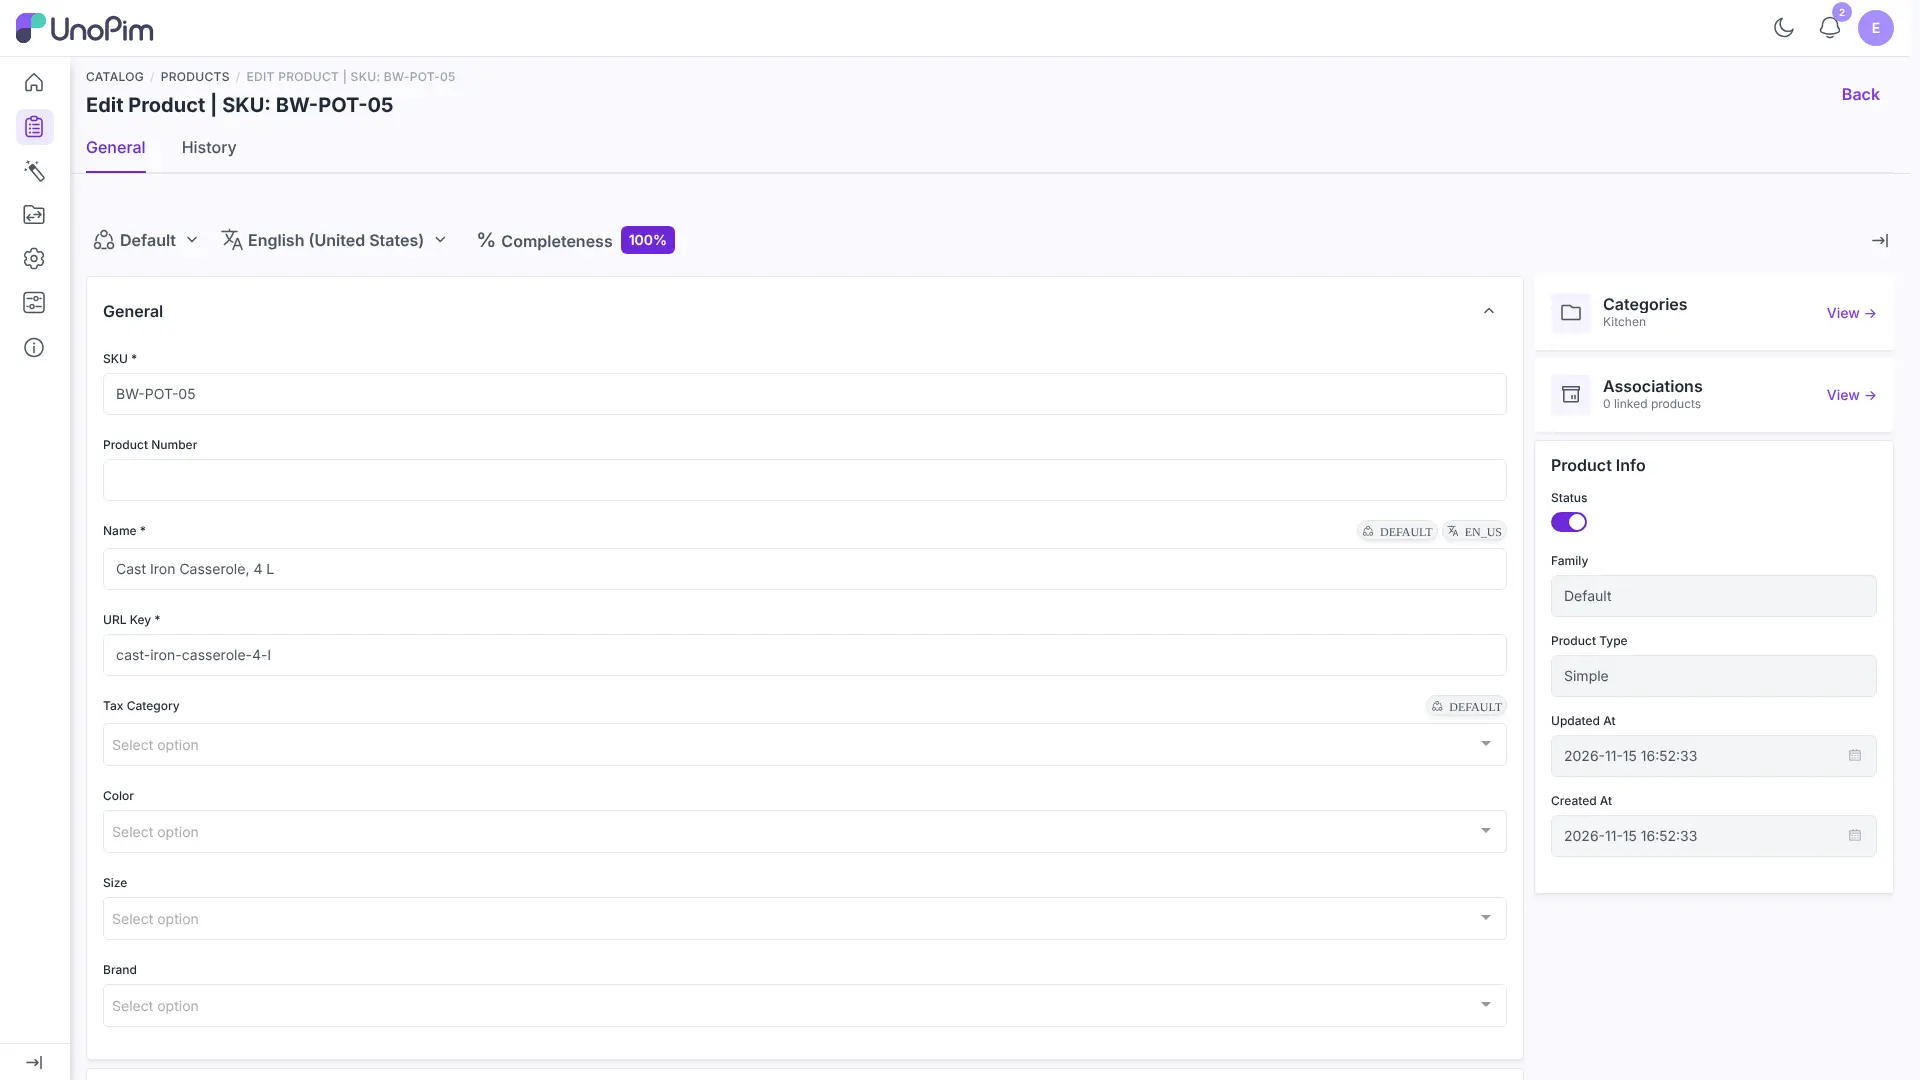 UnoPim
2
E
CATALOG / PRODUCTS / EDIT PRODUCT | SKU: BW-POT-05
Edit Product | SKU: BW-POT-05
Back
General
History
Default
English (United States)
% Completeness 100%
General
SKU *
BW-POT-05
Product Number
Name *
DEFAULT
EN_US
Cast Iron Casserole, 4 L
URL Key *
cast-iron-casserole-4-l
Tax Category
DEFAULT
Select option
Color
Select option
Size
Select option
Brand
Select option
Categories
Kitchen
View →
Associations
0 linked products
View →
Product Info
Status
Family
Default
Product Type
Simple
Updated At
2026-11-15 16:52:33
Created At
2026-11-15 16:52:33